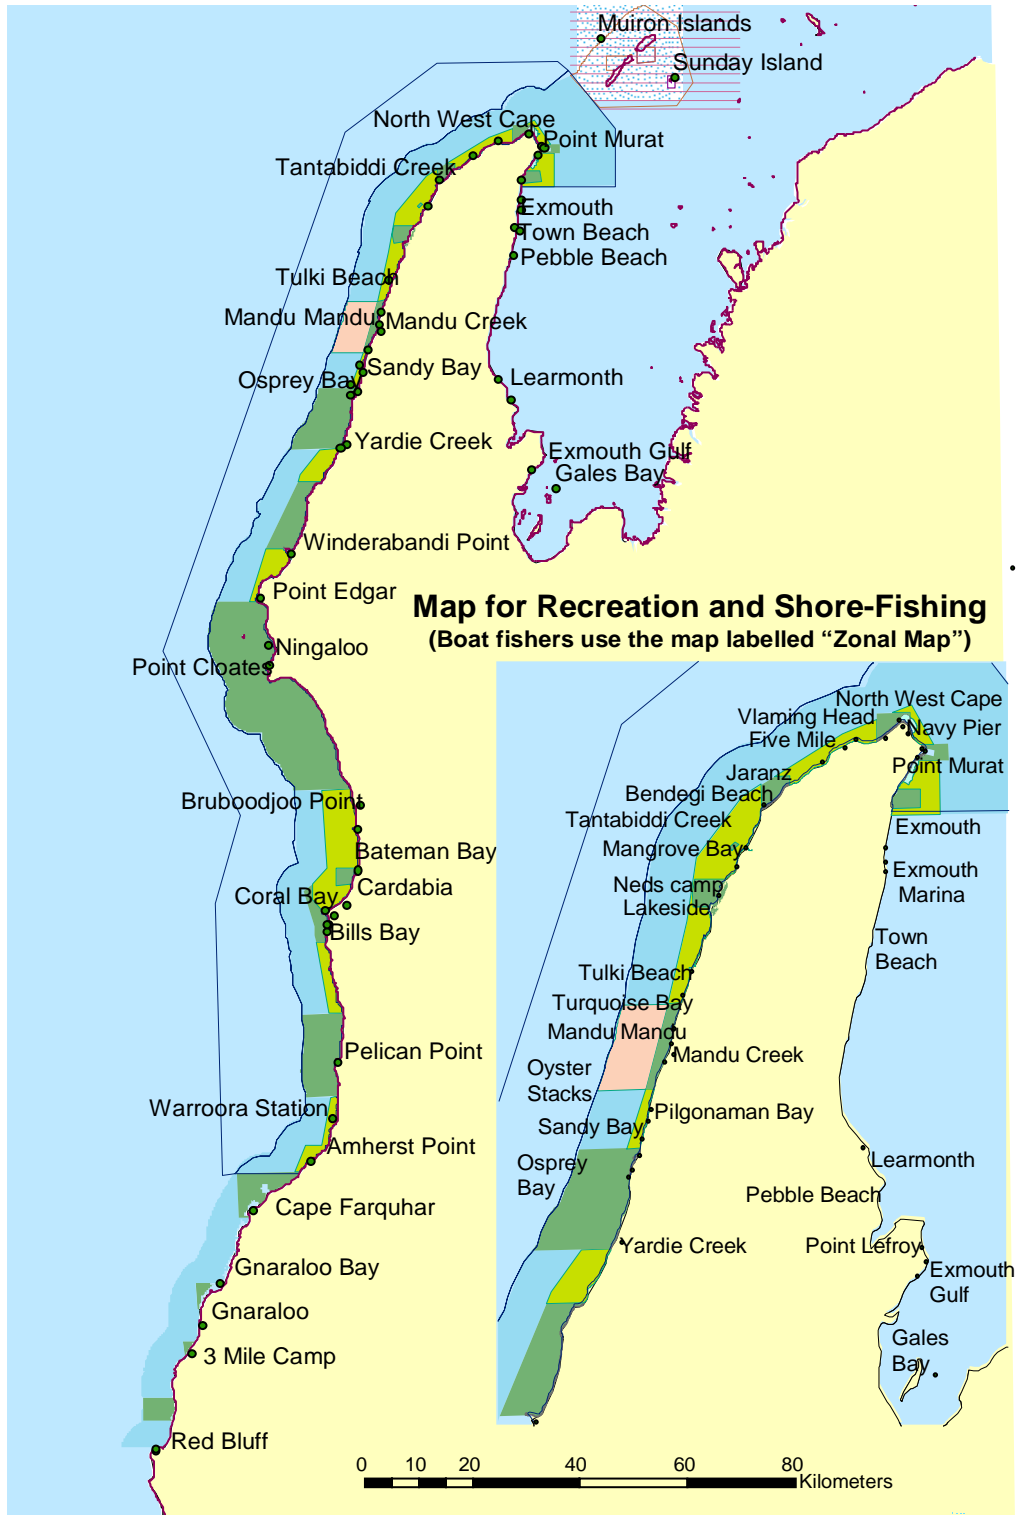 Muiron Islands
Sunday Island
North West Cape
Point Murat
Tantabiddi Creek
Exmouth
Town Beach
Pebble Beach
Tulki Beach
Mandu Mandu
Mandu Creek
Sandy Bay
Osprey Bay
Learmonth
Yardie Creek
Exmouth Gulf
Gales Bay
Winderabandi Point
Point Edgar
Map for Recreation and Shore-Fishing
(Boat fishers use the map labelled “Zonal Map”)
Ningaloo
Point Cloates
Bruboodjoo Point
Bateman Bay
Cardabia
Coral Bay
Bills Bay
Pelican Point
Warroora Station
Amherst Point
Cape Farquhar
Gnaraloo Bay
Gnaraloo
3 Mile Camp
Red Bluff
North West Cape
Vlaming Head
Navy Pier
Five Mile
Point Murat
Jaranz
Bendegi Beach
Tantabiddi Creek
Exmouth
Mangrove Bay
Exmouth
Marina
Neds camp
Lakeside
Town
Beach
Tulki Beach
Turquoise Bay
Mandu Mandu
Mandu Creek
Oyster
Stacks
Pilgonaman Bay
Sandy Bay
Osprey
Bay
Learmonth
Pebble Beach
Yardie Creek
Point Lefroy
Exmouth
Gulf
Gales
Bay
0 10 20 40 60 80
Kilometers